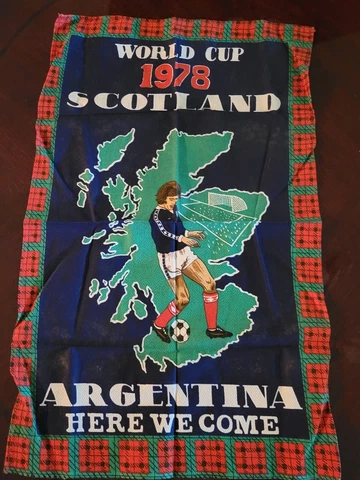 WORLD CUP
1978
SCOTLAND
ARGENTINA
HERE WE COME